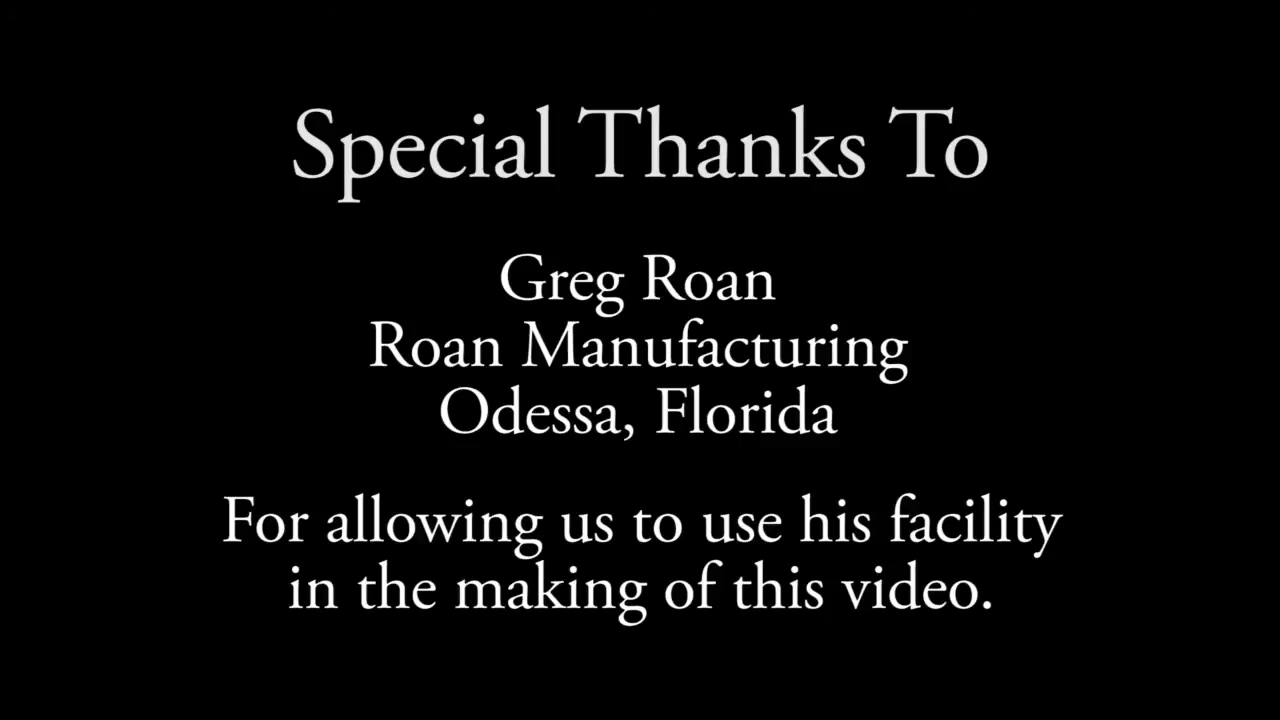 Special Thanks To
Greg Roan
Roan Manufacturing
Odessa, Florida
For allowing us to use his facility
in the making of this video.